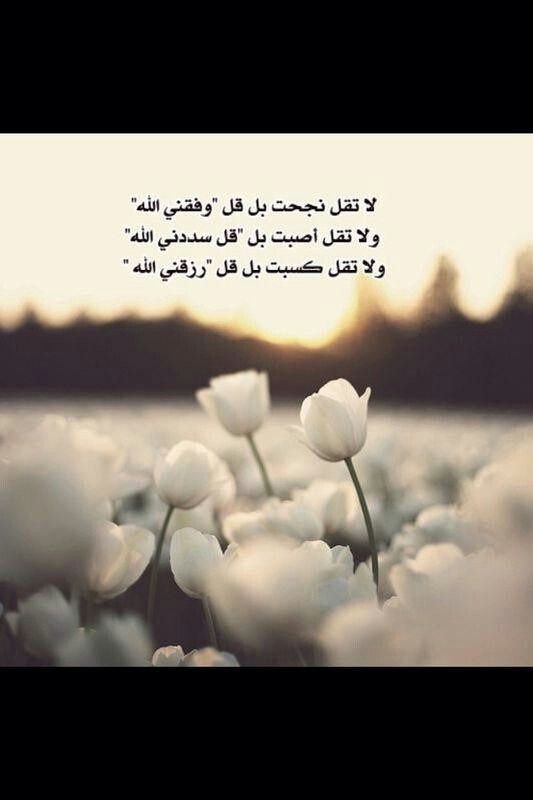 لا تقل نجحت بل قل "وفقني الله"
ولا تقل أصبت بل "قل سددني الله"
ولا تقل كسبت بل قل "رزقني الله "